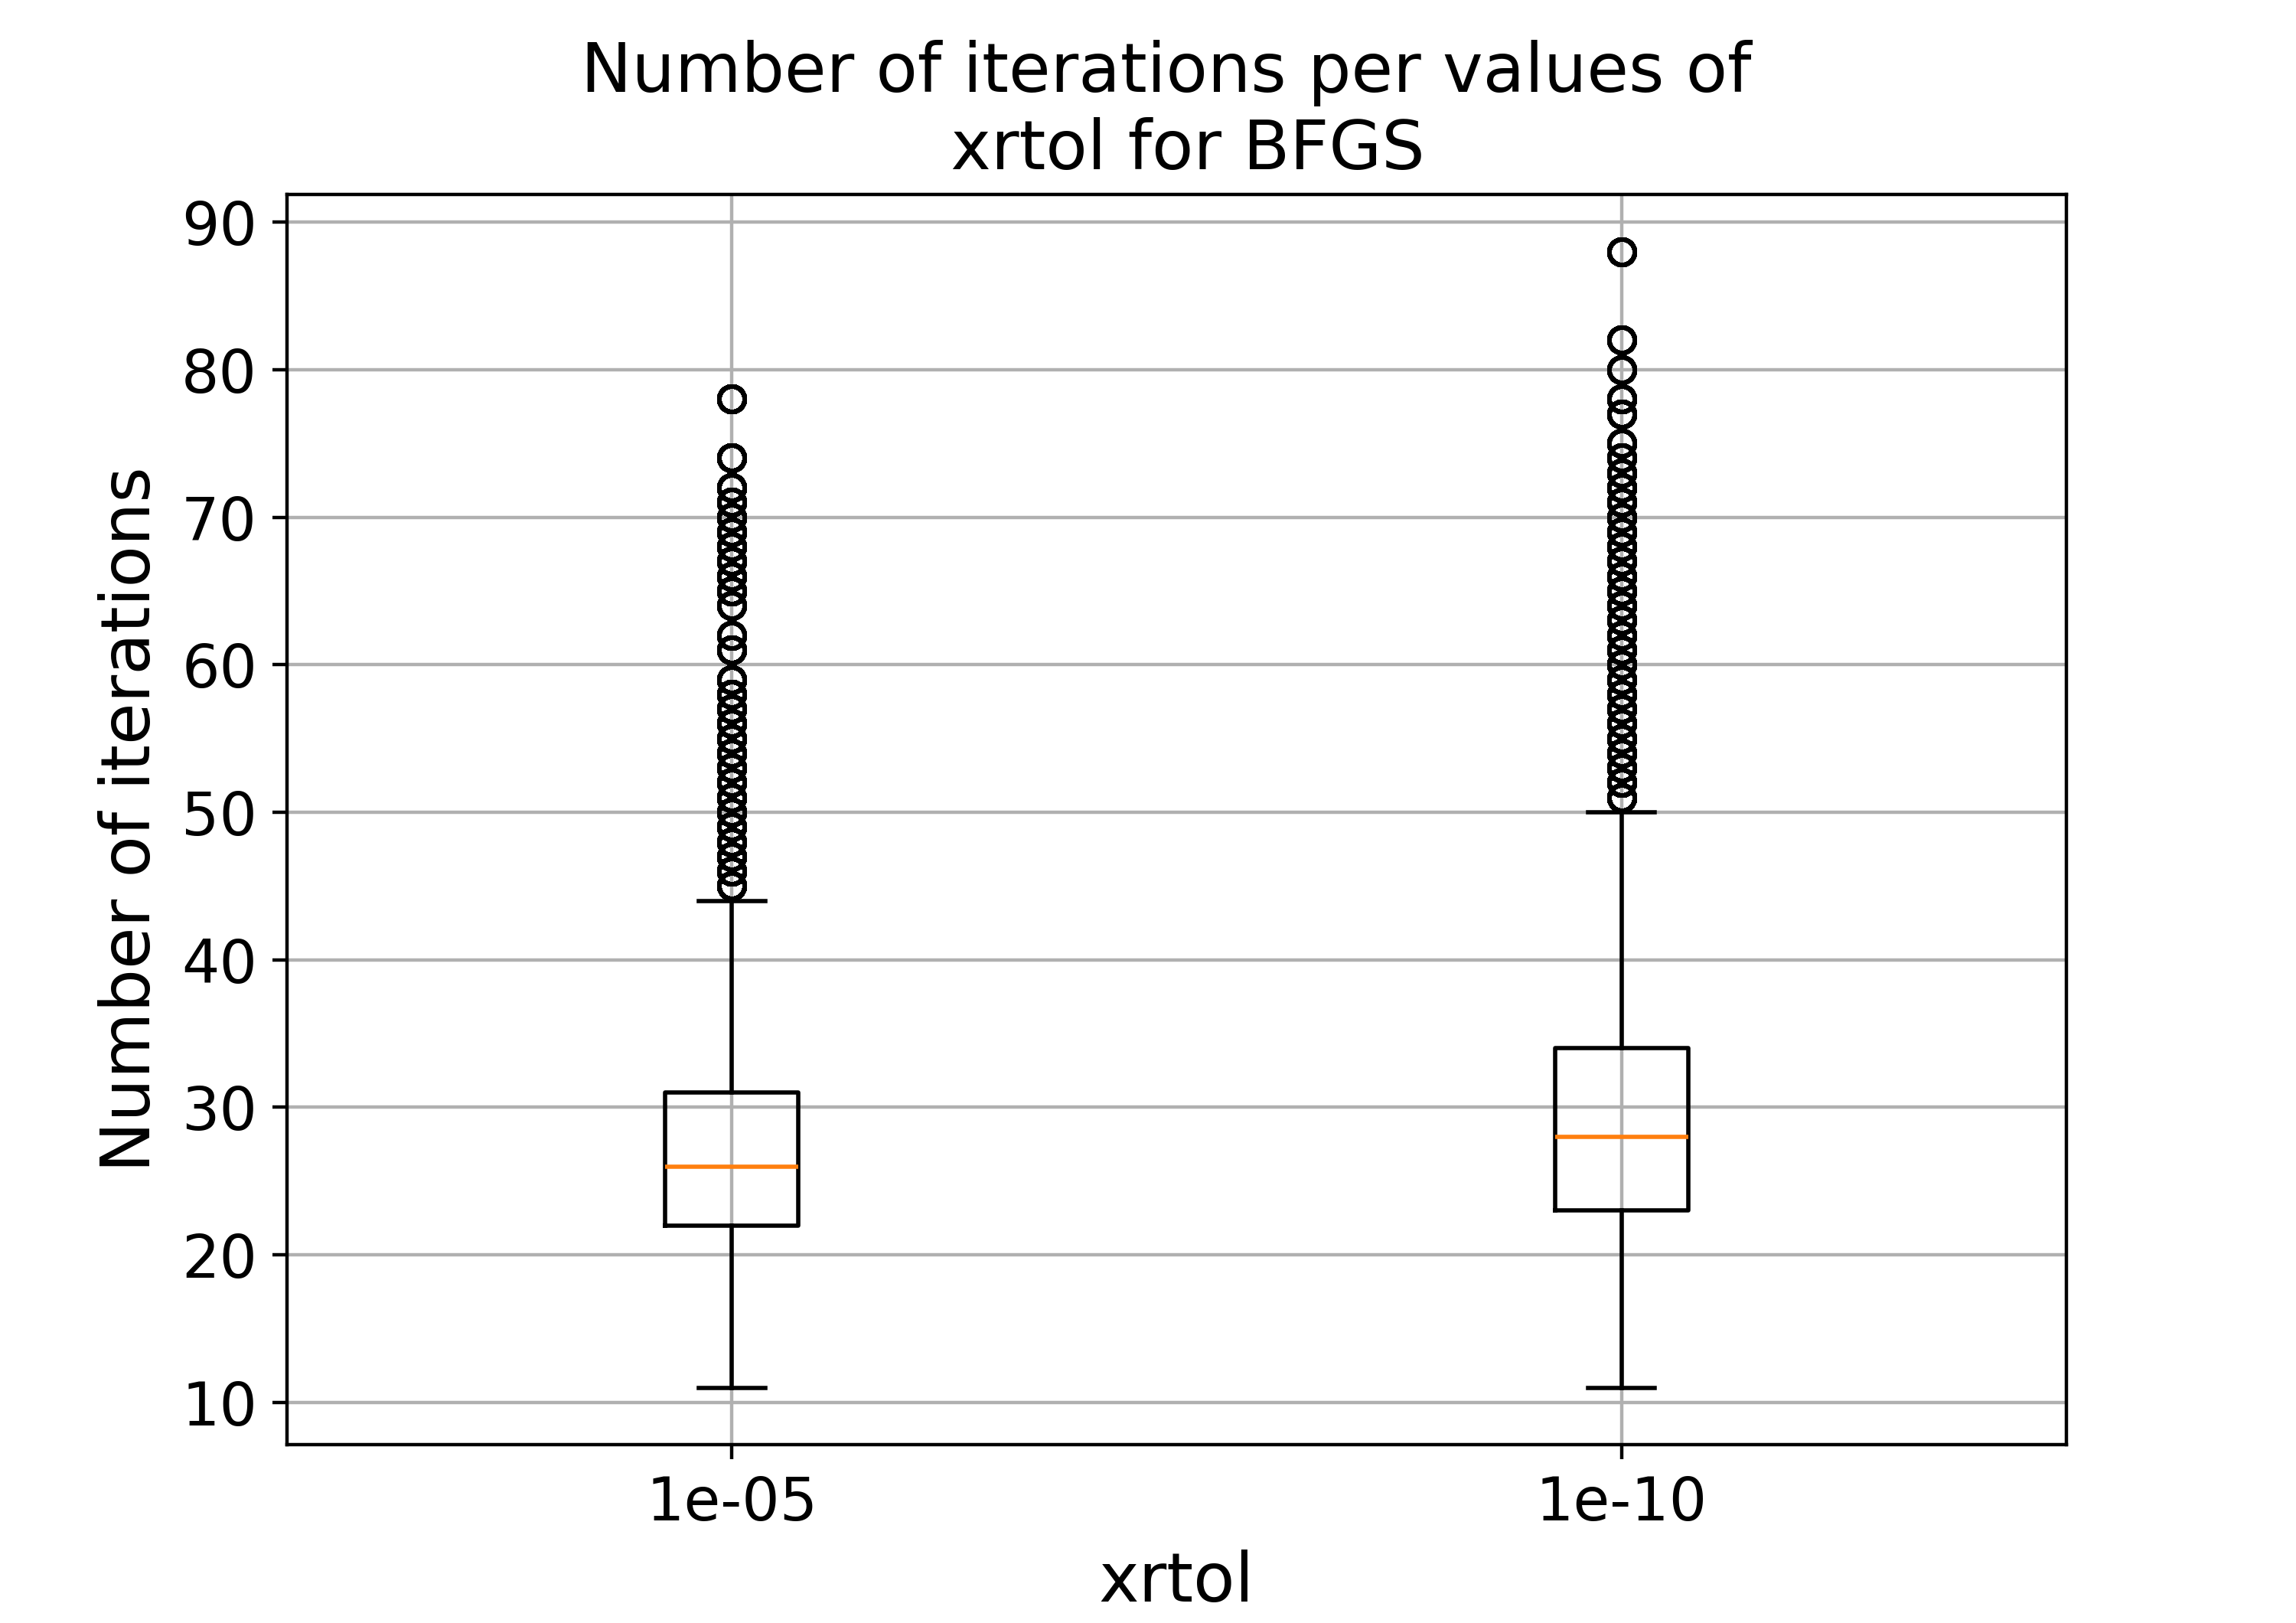 Number of iterations per values of
xrtol for BFGS
Number of iterations
90
80
70
60
50
40
30
20
10
1e-05
1e-10
xrtol